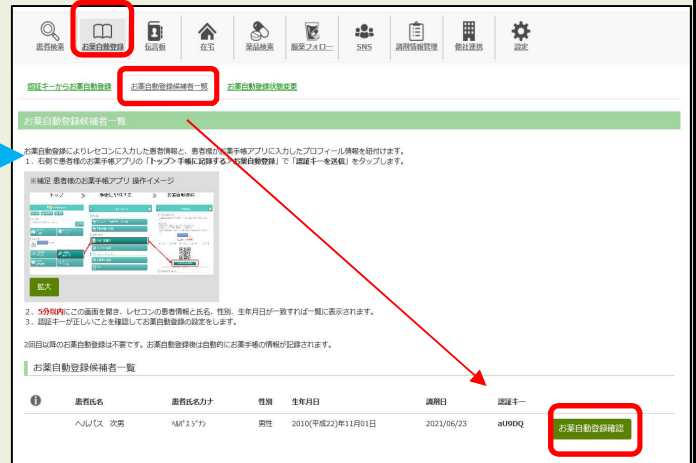 患者検索 お薬自動登録 伝言板 在宅 薬品検索 服薬フォロー SNS 調剤情報管理 他社連携 設定
認証キーからお薬自動登録 お薬自動登録候補者一覧 お薬自動登録状態変更
お薬自動登録候補者一覧
お薬自動登録によりレセコンに入力した患者情報と、患者様がお薬手帳アプリに入力したプロフィール情報を紐付けます。
1. 右側で患者様のお薬手帳アプリの「トップ>手帳に記録する>お薬自動登録」で「認証キーを送信」をタップします。
※補足 患者様のお薬手帳アプリ 操作イメージ
トップ > 手帳に記録する > お薬自動登録
拡大
2. 5分以内にこの画面を開き、レセコンの患者情報と氏名、性別、生年月日が一致すれば一覧に表示されます。
3. 認証キーが正しいことを確認してお薬自動登録の設定をします。
2回目以降のお薬自動登録は不要です。お薬自動登録後は自動的にお薬手帳の情報が記録されます。
お薬自動登録候補者一覧
患者氏名 患者氏名カナ 性別 生年月日 調剤日 認証キー
ヘルパス 次男 ﾍﾙﾊﾟｽ ｼﾞﾅﾝ 男性 2010(平成22)年11月01日 2021/06/23 aU9DQ お薬自動登録確認